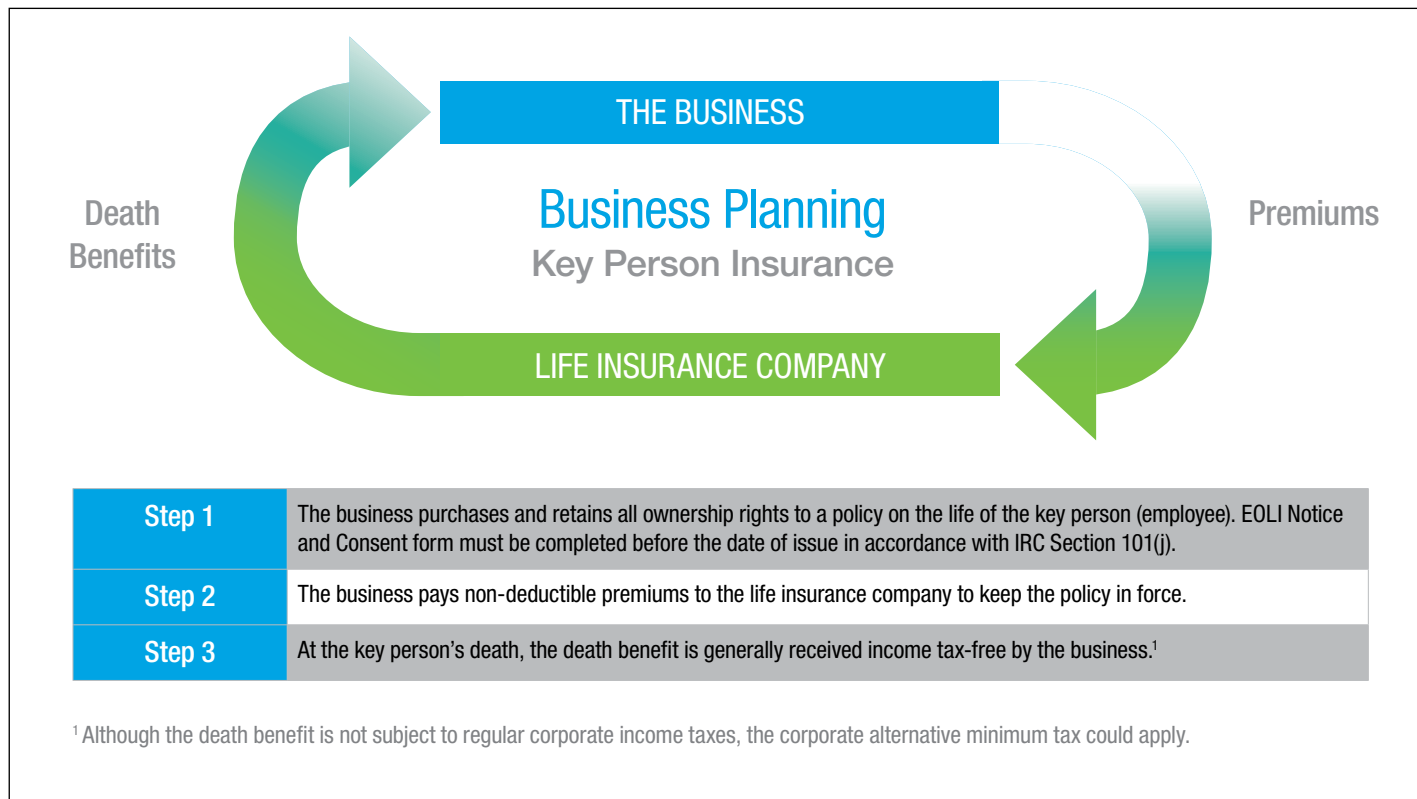 THE BUSINESS
Death
Benefits
Business Planning
Key Person Insurance
Premiums
LIFE INSURANCE COMPANY
Step 1
The business purchases and retains all ownership rights to a policy on the life of the key person (employee). EOLI Notice
and Consent form must be completed before the date of issue in accordance with IRC Section 101(j).
Step 2
The business pays non-deductible premiums to the life insurance company to keep the policy in force.
Step 3
At the key person’s death, the death benefit is generally received income tax-free by the business.¹
¹ Although the death benefit is not subject to regular corporate income taxes, the corporate alternative minimum tax could apply.